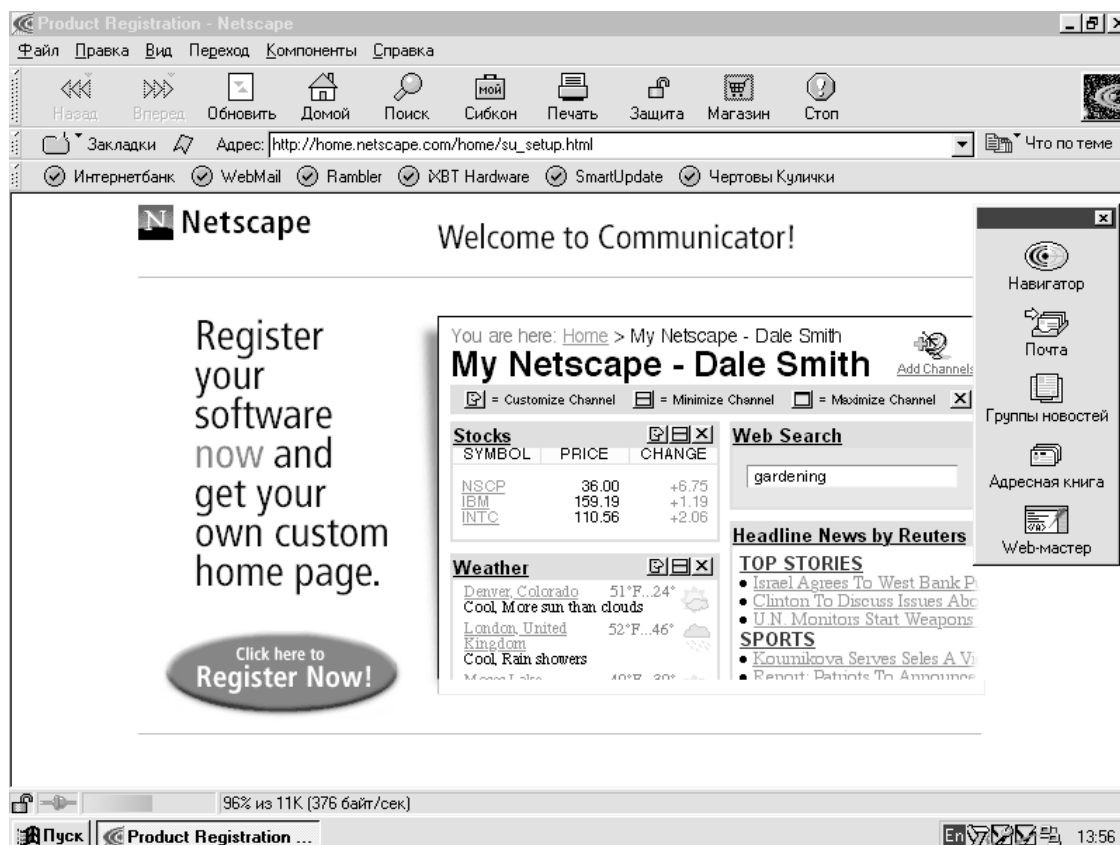 Product Registration - Netscape
Файл Правка Вид Переход Компоненты Справка
Назад Вперед Обновить Домой Поиск Сибкон Печать Защита Магазин Стоп
мой
Закладки Адрес: http://home.netscape.com/home/su_setup.html Что по теме
Интернетбанк WebMail Rambler iXBT Hardware SmartUpdate Чертовы Кулички
N Netscape
Welcome to Communicator!
Register
your
software
now and
get your
own custom
home page.
Click here to
Register Now!
You are here: Home > My Netscape - Dale Smith
My Netscape - Dale Smith
Add Channels
= Customize Channel = Minimize Channel = Maximize Channel
Stocks
SYMBOL PRICE CHANGE
NSCP 36.00 +6.75
IBM 159.19 +1.19
INTC 110.56 +2.06
Weather
Denver, Colorado 51°F...24°
Cool, More sun than clouds
London, United 52°F...46°
Kingdom
Cool, Rain showers
Web Search
gardening
Headline News by Reuters
TOP STORIES
Israel Agrees To West Bank
Clinton To Discuss Issues
U.N. Monitors Start Weapons
SPORTS
Kournikova Serves Seles A
Report: Patriots To Announce
Навигатор
Почта
Группы новостей
Адресная книга
Web-мастер
96% из 11K (376 байт/сек)
Пуск Product Registration ... En 13:56